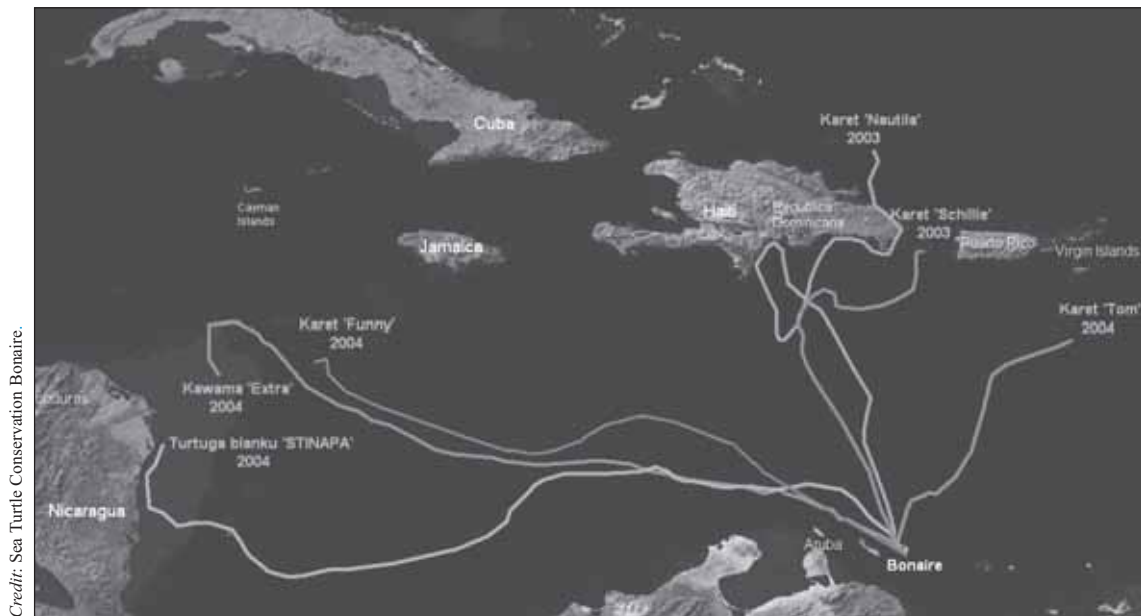 Cuba
Karet 'Nautila'
2003
Cayman
Islands
Haiti
Republica
Dominicana
Karet 'Schillie'
2003
Jamaica
Puerto Rico
Virgin Islands
Karet 'Funny'
2004
Karet 'Tom'
2004
Kawama 'Extra'
2004
Turtuga blanku 'STINAPA'
2004
Nicaragua
Aruba
Bonaire
Credit: Sea Turtle Conservation Bonaire.